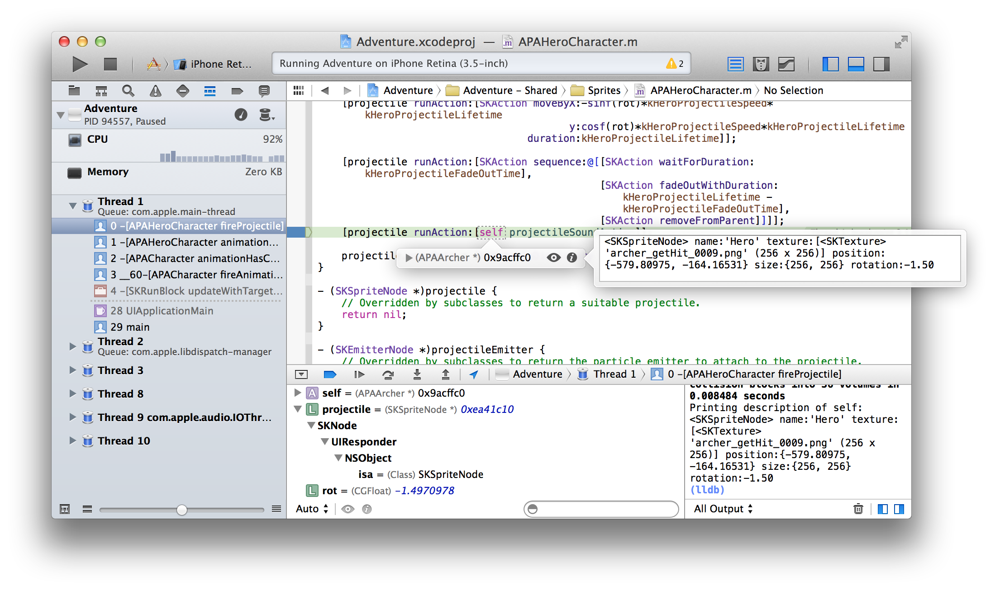 Adventure.xcodeproj — APAHeroCharacter.m
iPhone Ret...
Running Adventure on iPhone Retina (3.5-inch)
2
Adventure
Adventure - Shared
Sprites
APAHeroCharacter.m
No Selection
Adventure
PID 94557, Paused
CPU 92%
Memory Zero KB
Thread 1
Queue: com.apple.main-thread
0 -[APAHeroCharacter fireProjectile]
1 -[APAHeroCharacter animation...
2 -[APACharacter animationHasC...
3 __60-[APACharacter fireAnimati...
4 -[SKRunBlock updateWithTarget...
28 UIApplicationMain
29 main
Thread 2
Queue: com.apple.libdispatch-manager
Thread 3
Thread 8
Thread 9 com.apple.audio.IOThr...
Thread 10
[projectile runAction:[SKAction moveByX:-sinf(rot)*kHeroProjectileSpeed*
kHeroProjectileLifetime
y:cosf(rot)*kHeroProjectileSpeed*kHeroProjectileLifetime
duration:kHeroProjectileLifetime]];
[projectile runAction:[SKAction sequence:@[[SKAction waitForDuration:
kHeroProjectileFadeOutTime],
[SKAction fadeOutWithDuration:
kHeroProjectileLifetime -
kHeroProjectileFadeOutTime],
[SKAction removeFromParent]]]];
[projectile runAction:[self projectileSoun
projectil
(APAArcher *) 0x9acffc0
<SKSpriteNode> name:'Hero' texture:[<SKTexture>
'archer_getHit_0009.png' (256 x 256)] position:
{-579.80975, -164.16531} size:{256, 256} rotation:-1.50
}
- (SKSpriteNode *)projectile {
// Overridden by subclasses to return a suitable projectile.
return nil;
}
- (SKEmitterNode *)projectileEmitter {
// Overridden by subclasses to return the particle emitter to attach to the projectile.
Adventure
Thread 1
0 -[APAHeroCharacter fireProjectile]
A self = (APAArcher *) 0x9acffc0
L projectile = (SKSpriteNode *) 0xea41c10
SKNode
UIResponder
NSObject
isa = (Class) SKSpriteNode
L rot = (CGFloat) -1.4970978
Auto
collision blocks into 30 volumes in
0.008484 seconds
Printing description of self:
<SKSpriteNode> name:'Hero' texture:
[<SKTexture>
'archer_getHit_0009.png' (256 x
256)] position:{-579.80975,
-164.16531} size:{256, 256}
rotation:-1.50
(lldb)
All Output